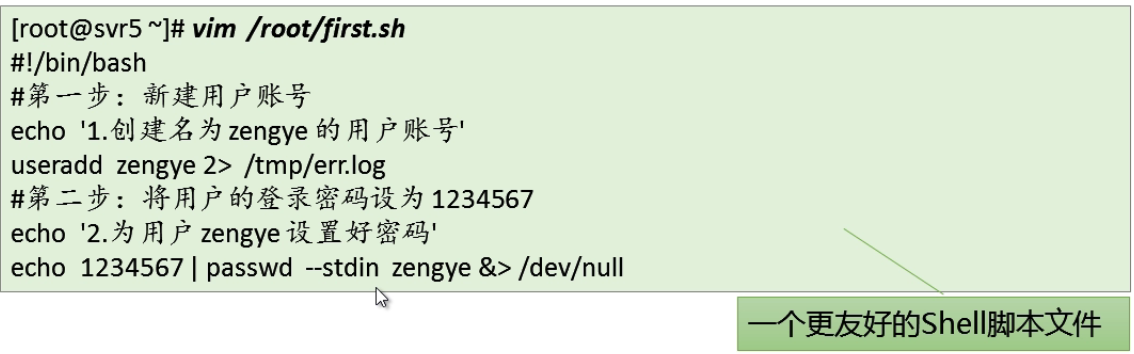 [root@svr5 ~]# vim /root/first.sh
#!/bin/bash
#第一步：新建用户账号
echo '1.创建名为 zengye 的用户账号'
useradd zengye 2> /tmp/err.log
#第二步：将用户的登录密码设为 1234567
echo '2.为用户 zengye 设置好密码'
echo 1234567 | passwd --stdin zengye &> /dev/null
一个更友好的Shell脚本文件